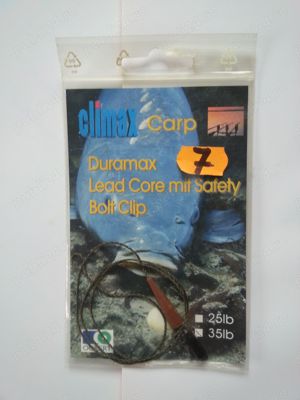 climax Carp
7
Duramax
Lead Core mit Safety
Bolt Clip
25lb
35lb